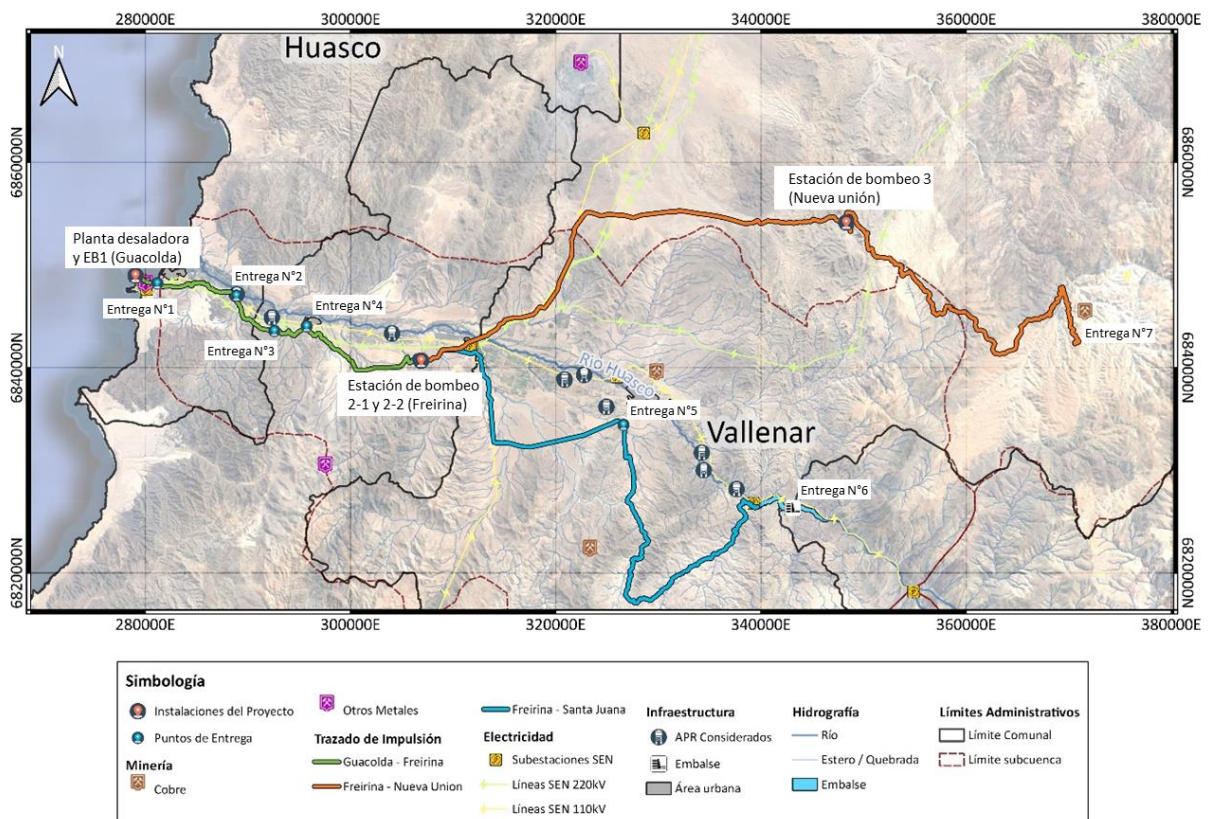 280000E
300000E
320000E
340000E
360000E
380000E
Huasco
N
6860000N
6860000N
Estación de bombeo 3
(Nueva unión)
Planta desaladora
y EB1 (Guacolda)
Entrega N°2
Entrega N°1
Entrega N°4
Entrega N°3
Entrega N°7
6840000N
6840000N
Río Huasco
Estación de bombeo
2-1 y 2-2 (Freirina)
Entrega N°5
Vallenar
Entrega N°6
6820000N
6820000N
280000E
300000E
320000E
340000E
360000E
380000E
Simbología
Instalaciones del Proyecto
Puntos de Entrega
Minería
Cobre
Otros Metales
Trazado de Impulsión
Guacolda - Freirina
Freirina - Nueva Union
Freirina - Santa Juana
Electricidad
Subestaciones SEN
Líneas SEN 220kV
Líneas SEN 110kV
Infraestructura
APR Considerados
Embalse
Área urbana
Hidrografía
Río
Estero / Quebrada
Embalse
Límites Administrativos
Límite Comunal
Límite subcuenca